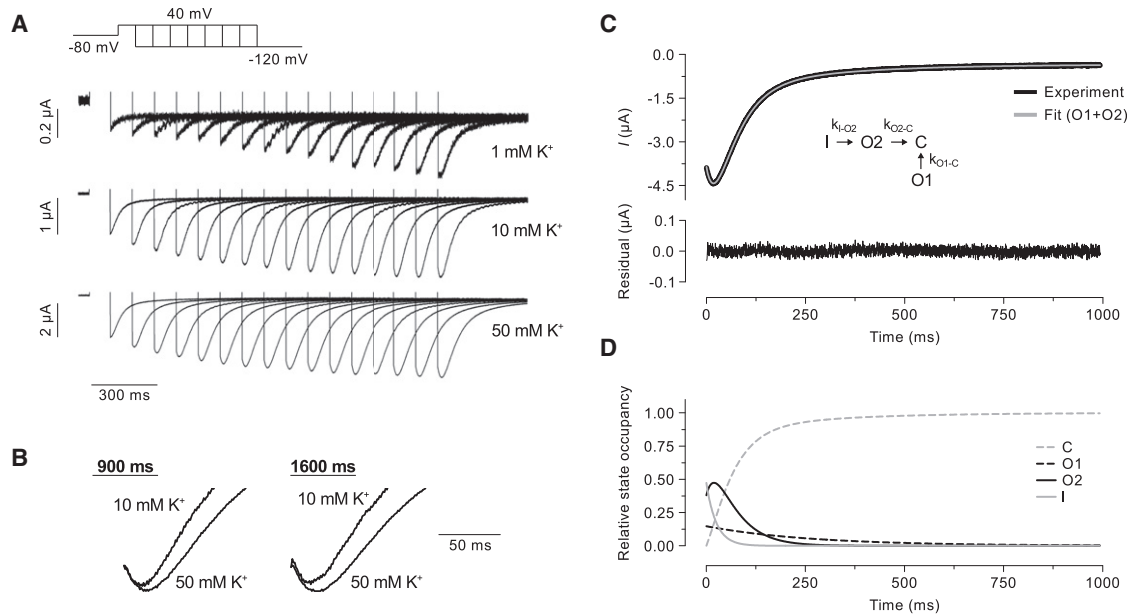 A
40 mV
-80 mV
-120 mV
0.2 µA
1 mM K+
1 µA
10 mM K+
2 µA
50 mM K+
300 ms
B
900 ms
1600 ms
10 mM K+
10 mM K+
50 mM K+
50 mM K+
50 ms
C
0.0
-1.5
-3.0
-4.5
I (µA)
Experiment
Fit (O1+O2)
kI-O2 kO2-C
I O2 C
kO1-C
O1
0.1
0.0
-0.1
Residual (µA)
0 250 500 750 1000
Time (ms)
D
1.00
0.75
0.50
0.25
0.00
Relative state occupancy
C
O1
O2
I
0 250 500 750 1000
Time (ms)